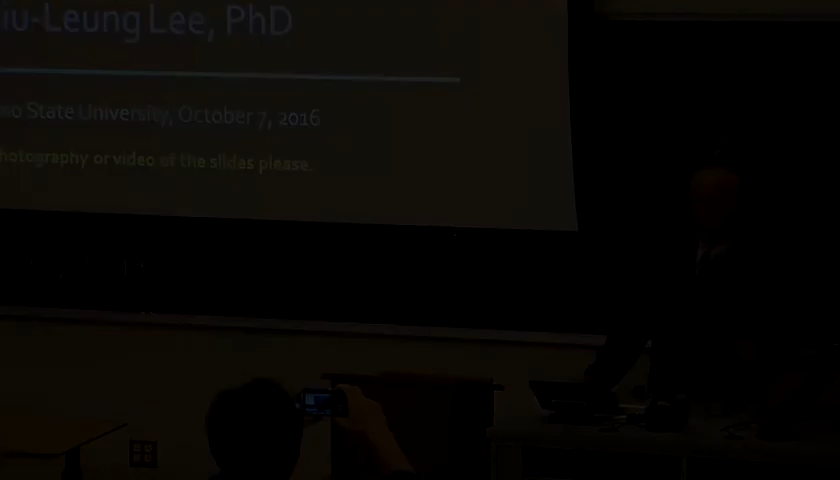 iu-Leung Lee, PhD
o State University, October 7, 2016
hotography or video of the slides please.